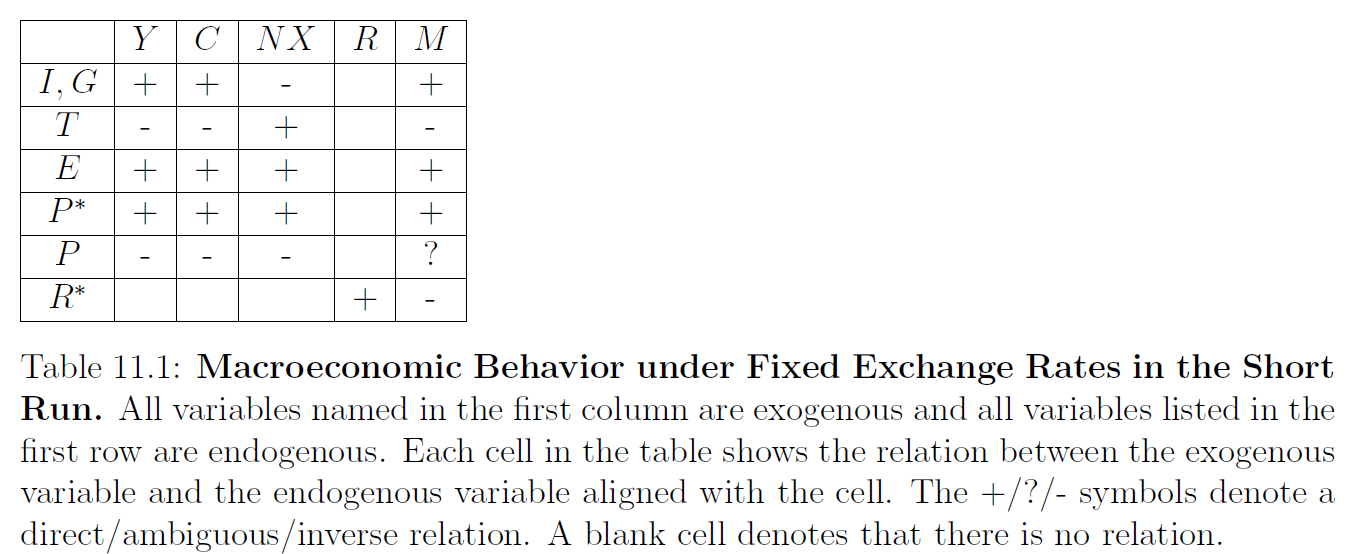 Y C NX R M
I, G + + - +
T - - + -
E + + + +
P* + + + +
P - - - ?
R* + -
Table 11.1: Macroeconomic Behavior under Fixed Exchange Rates in the Short
Run. All variables named in the first column are exogenous and all variables listed in the
first row are endogenous. Each cell in the table shows the relation between the exogenous
variable and the endogenous variable aligned with the cell. The +/?/- symbols denote a
direct/ambiguous/inverse relation. A blank cell denotes that there is no relation.